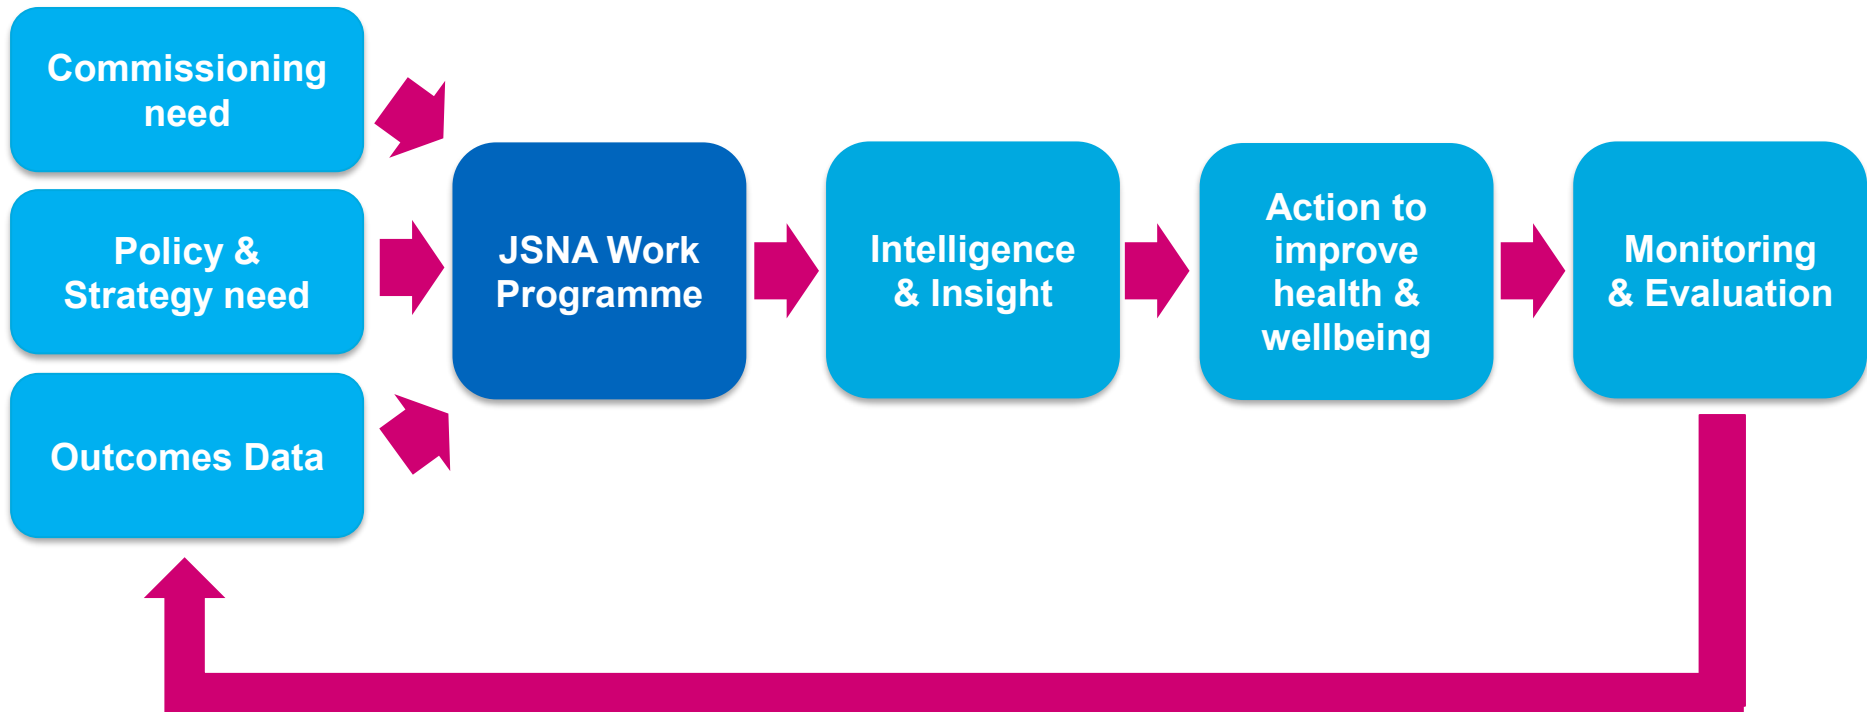 Commissioning
need
Policy &
Strategy need
Outcomes Data
JSNA Work
Programme
Intelligence
& Insight
Action to
improve
health &
wellbeing
Monitoring
& Evaluation